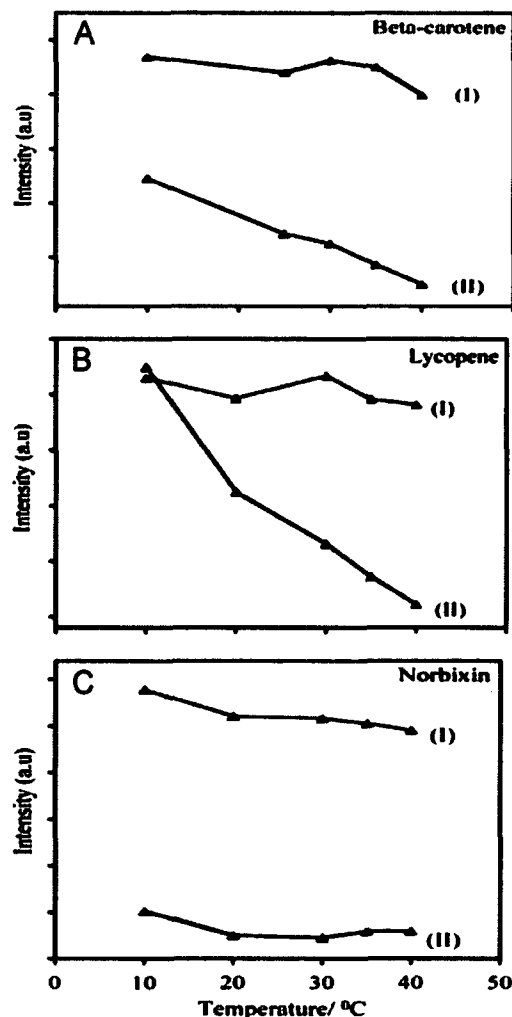 A
Beta-carotene
Intensity (a.u)
(I)
(II)
B
Lycopene
Intensity (a.u)
(I)
(II)
C
Norbixin
Intensity (a.u)
(I)
(II)
0 10 20 30 40 50
Temperature/ ⁰C